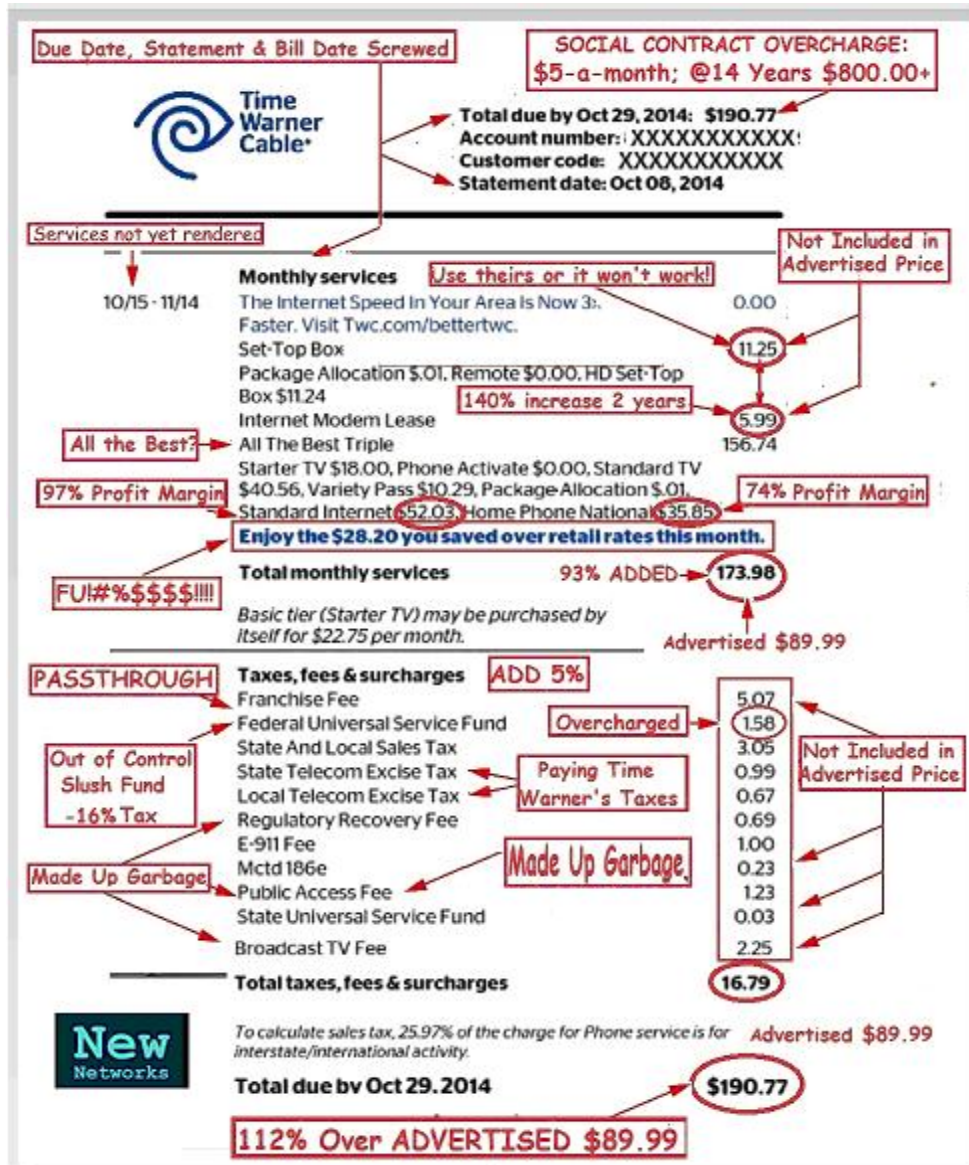 Due Date, Statement & Bill Date Screwed
SOCIAL CONTRACT OVERCHARGE:
$5-a-month; @14 Years $800.00+
Time
Warner
Cable
Total due by Oct 29, 2014: $190.77
Account number: XXXXXXXXXXXX
Customer code: XXXXXXXXXXX
Statement date: Oct 08, 2014
Services not yet rendered
Not Included in
Advertised Price
Monthly services
Use theirs or it won't work!
10/15 - 11/14 The Internet Speed In Your Area Is Now 3 0.00
Faster. Visit Twc.com/bettertwc.
Set-Top Box 11.25
Package Allocation $.01, Remote $0.00, HD Set-Top
Box $11.24
140% increase 2 years
Internet Modem Lease 5.99
All the Best?
All The Best Triple 156.74
Starter TV $18.00, Phone Activate $0.00, Standard TV
97% Profit Margin
$40.56, Variety Pass $10.29, Package Allocation $.01,
74% Profit Margin
Standard Internet $52.03, Home Phone National $35.85
Enjoy the $28.20 you saved over retail rates this month.
FU!#%$$$$!!!!
Total monthly services 93% ADDED 173.98
Basic tier (Starter TV) may be purchased by
itself for $22.75 per month.
Advertised $89.99
PASSTHROUGH
Taxes, fees & surcharges ADD 5%
Franchise Fee 5.07
Federal Universal Service Fund Overcharged 1.58
State And Local Sales Tax 3.05
Out of Control
Slush Fund
-16% Tax
State Telecom Excise Tax 0.99
Local Telecom Excise Tax 0.67
Paying Time
Warner's Taxes
Not Included in
Advertised Price
Regulatory Recovery Fee 0.69
E-911 Fee 1.00
Mctd 186e 0.23
Made Up Garbage
Made Up Garbage
Public Access Fee 1.23
State Universal Service Fund 0.03
Broadcast TV Fee 2.25
Total taxes, fees & surcharges 16.79
New
Networks
To calculate sales tax, 25.97% of the charge for Phone service is for
interstate/international activity.
Advertised $89.99
Total due by Oct 29. 2014 $190.77
112% Over ADVERTISED $89.99